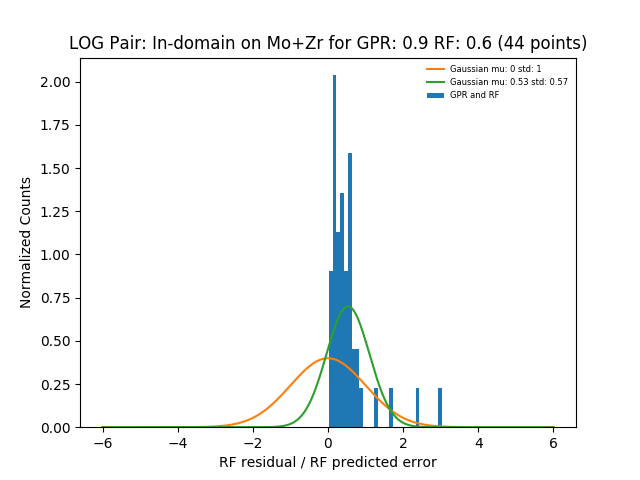 LOG Pair: In-domain on Mo+Zr for GPR: 0.9 RF: 0.6 (44 points)
Gaussian mu: 0 std: 1
Gaussian mu: 0.53 std: 0.57
GPR and RF
Normalized Counts
2.00
1.75
1.50
1.25
1.00
0.75
0.50
0.25
0.00
−6 −4 −2 0 2 4 6
RF residual / RF predicted error